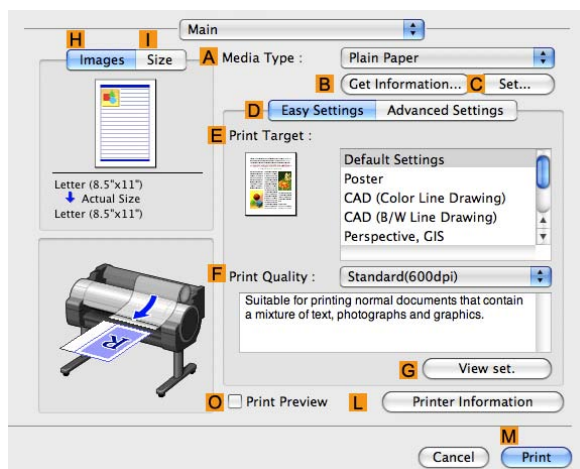 Main
H
I
Images
Size
A
Media Type :
Plain Paper
B
Get Information...
C
Set...
D
Easy Settings
Advanced Settings
E
Print Target :
Default Settings
Poster
CAD (Color Line Drawing)
CAD (B/W Line Drawing)
Perspective, GIS
Letter (8.5"x11")
Actual Size
Letter (8.5"x11")
F
Print Quality :
Standard(600dpi)
Suitable for printing normal documents that contain
a mixture of text, photographs and graphics.
R
G
View set.
O
Print Preview
L
Printer Information
M
Cancel
Print